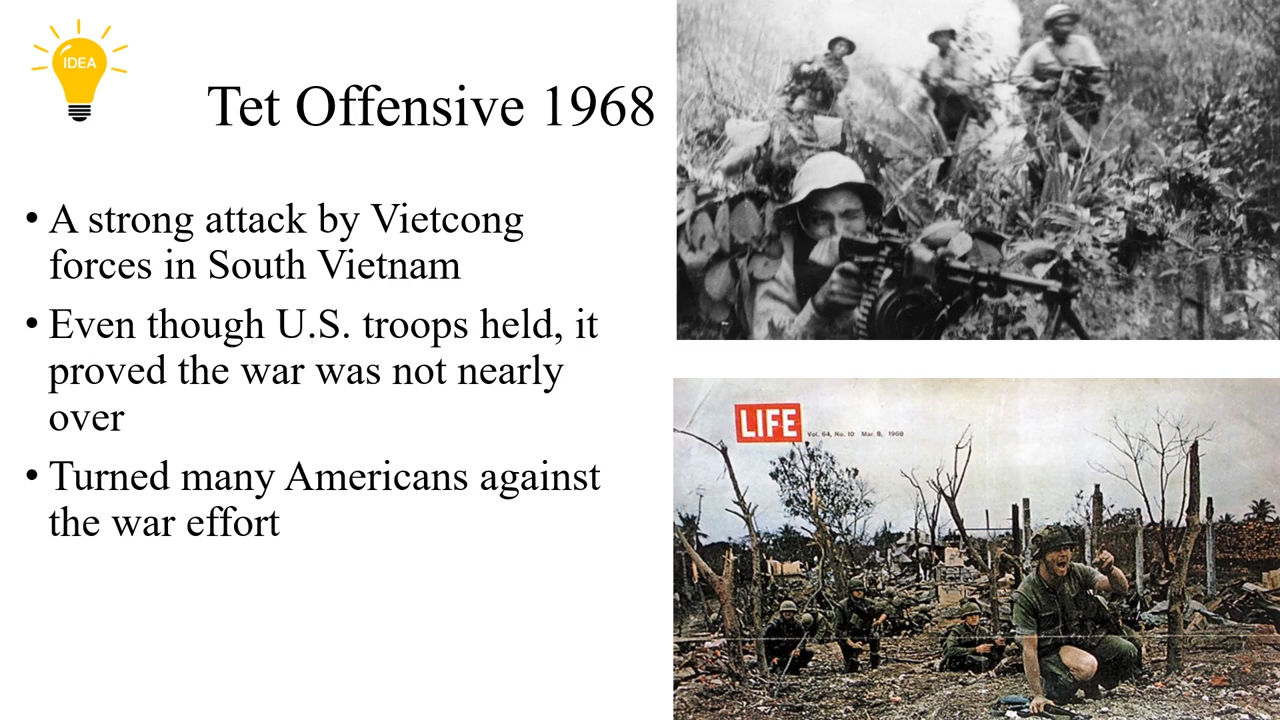 IDEA
Tet Offensive 1968
• A strong attack by Vietcong
forces in South Vietnam
• Even though U.S. troops held, it
proved the war was not nearly
over
• Turned many Americans against
the war effort
LIFE
Vol. 64, No. 10 Mar. 8, 1968